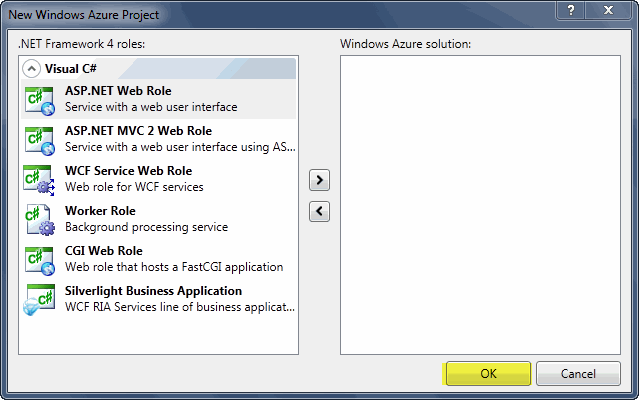 New Windows Azure Project
? X
.NET Framework 4 roles:
Windows Azure solution:
Visual C#
C#
ASP.NET Web Role
Service with a web user interface
C#
ASP.NET MVC 2 Web Role
Service with a web user interface using AS...
C#
WCF Service Web Role
Web role for WCF services
C#
Worker Role
Background processing service
C#
CGI Web Role
Web role that hosts a FastCGI application
C#
Silverlight Business Application
WCF RIA Services line of business applicat...
>
<
OK
Cancel